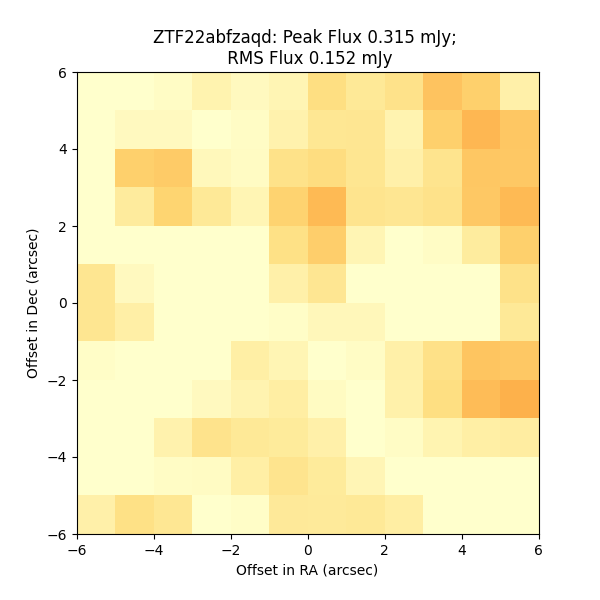 ZTF22abfzaqd: Peak Flux 0.315 mJy;
RMS Flux 0.152 mJy
6
4
2
0
−2
−4
−6
Offset in Dec (arcsec)
−6 −4 −2 0 2 4 6
Offset in RA (arcsec)